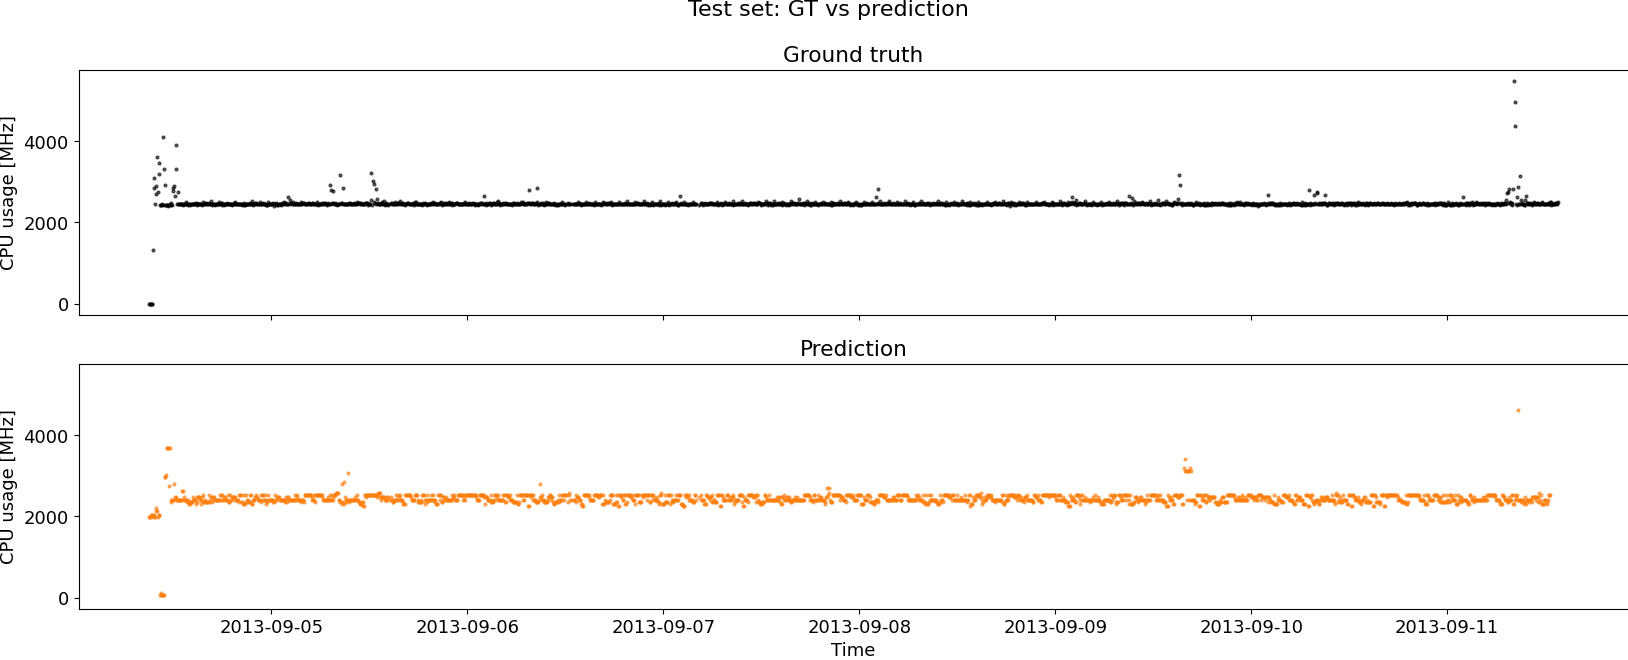 Test set: GT vs prediction
Ground truth
CPU usage [MHz]
4000
2000
0
Prediction
CPU usage [MHz]
4000
2000
0
2013-09-05 2013-09-06 2013-09-07 2013-09-08 2013-09-09 2013-09-10 2013-09-11
Time